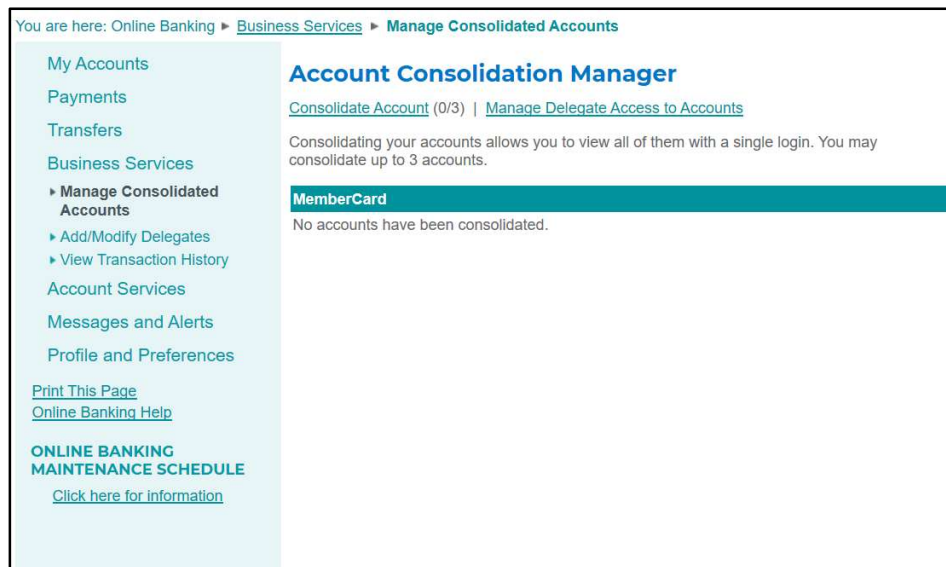 You are here: Online Banking ▸ Business Services ▸ Manage Consolidated Accounts
My Accounts
Payments
Transfers
Business Services
▸ Manage Consolidated
Accounts
▸ Add/Modify Delegates
▸ View Transaction History
Account Services
Messages and Alerts
Profile and Preferences
Print This Page
Online Banking Help
ONLINE BANKING
MAINTENANCE SCHEDULE
Click here for information
Account Consolidation Manager
Consolidate Account (0/3) | Manage Delegate Access to Accounts
Consolidating your accounts allows you to view all of them with a single login. You may
consolidate up to 3 accounts.
MemberCard
No accounts have been consolidated.